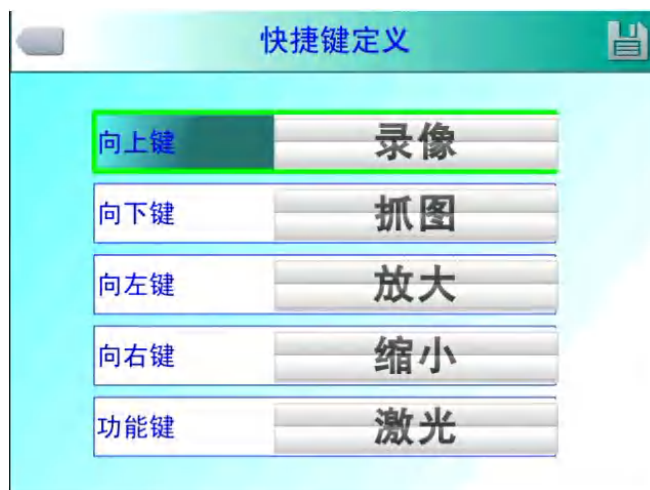 快捷键定义
向上键 录像
向下键 抓图
向左键 放大
向右键 缩小
功能键 激光